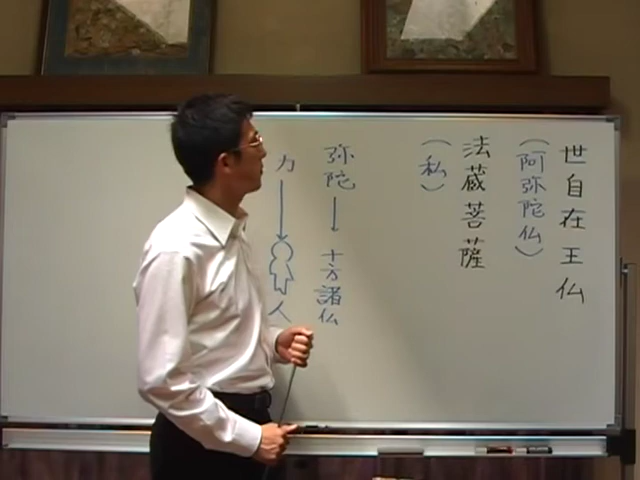 世自在王仏
(阿弥陀仏)
法蔵菩薩
(私)
弥陀→十方諸仏
力→人